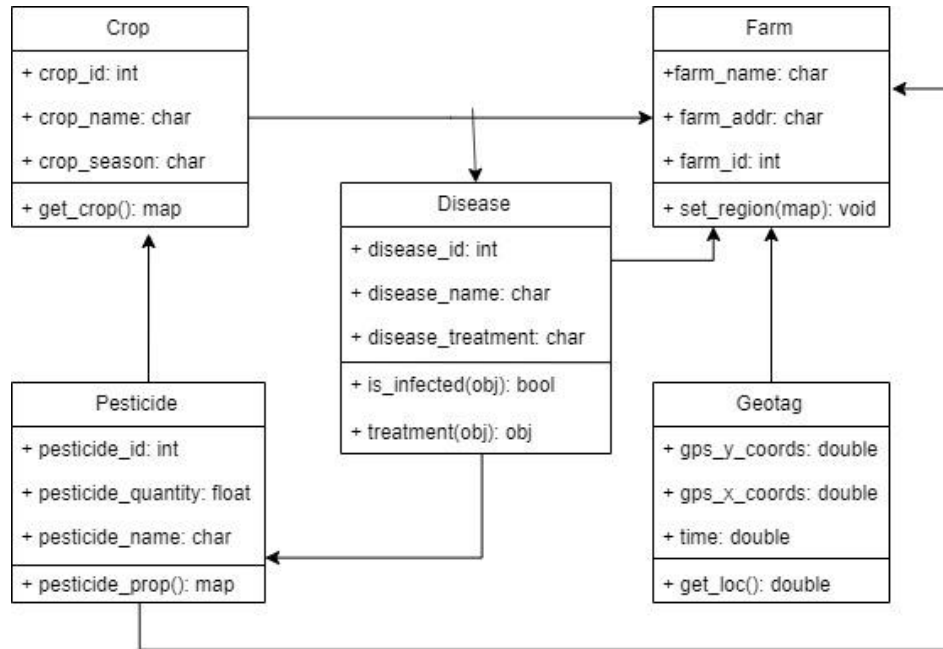 Crop
+ crop_id: int
+ crop_name: char
+ crop_season: char
+ get_crop(): map
Farm
+farm_name: char
+ farm_addr: char
+ farm_id: int
+ set_region(map): void
Disease
+ disease_id: int
+ disease_name: char
+ disease_treatment: char
+ is_infected(obj): bool
+ treatment(obj): obj
Pesticide
+ pesticide_id: int
+ pesticide_quantity: float
+ pesticide_name: char
+ pesticide_prop(): map
Geotag
+ gps_y_coords: double
+ gps_x_coords: double
+ time: double
+ get_loc(): double